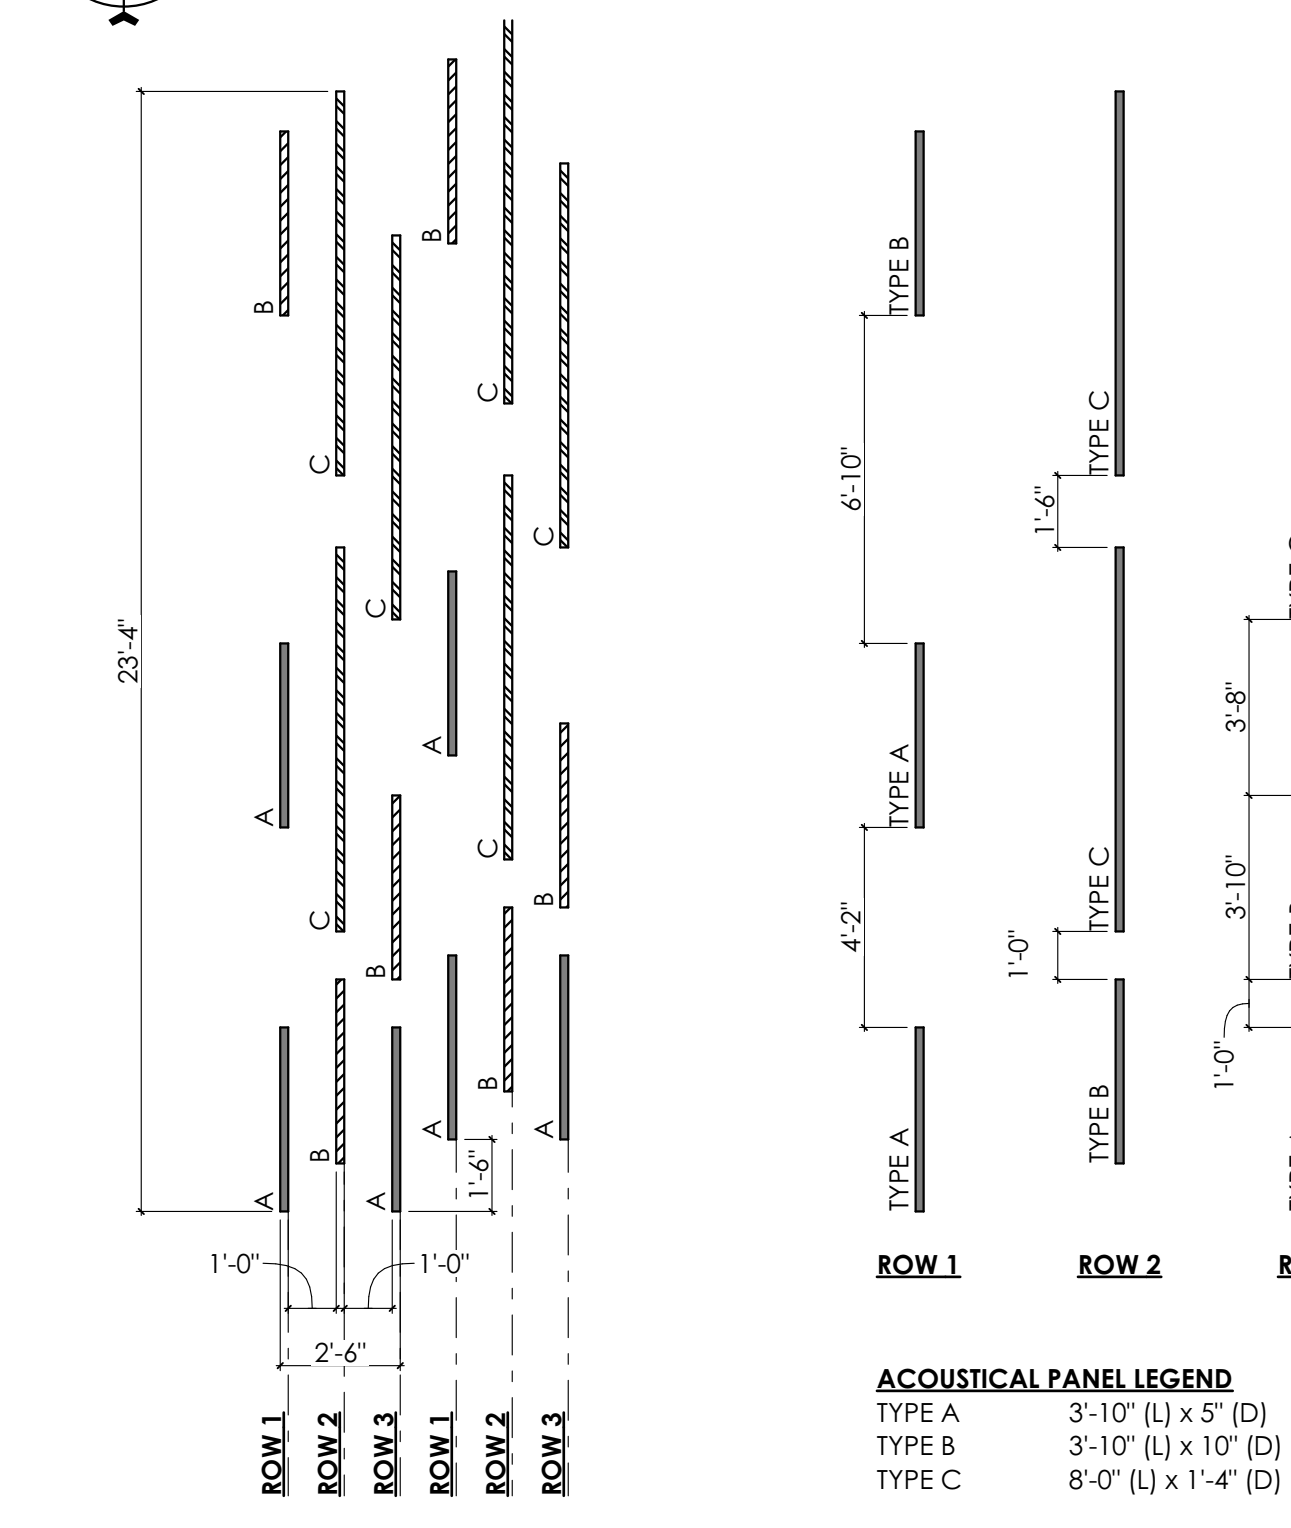 B
B
C
C
C
C
B
C
C
A
A
C
C
B
B
B
B
A
A
A
A
23'-4"
1'-6"
1'-0"
1'-0"
2'-6"
ROW 1
ROW 2
ROW 3
ROW 1
ROW 2
ROW 3
TYPE B
6'-10"
TYPE A
4'-2"
TYPE A
TYPE C
1'-6"
TYPE C
1'-0"
TYPE B
3'-8"
3'-10"
1'-0"
ROW 1
ROW 2
ACOUSTICAL PANEL LEGEND
TYPE A 3'-10" (L) x 5" (D)
TYPE B 3'-10" (L) x 10" (D)
TYPE C 8'-0" (L) x 1'-4" (D)